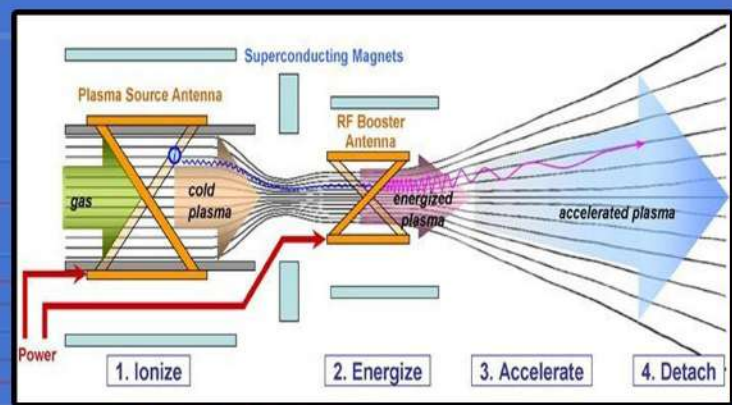 Superconducting Magnets
Plasma Source Antenna
RF Booster
Antenna
gas
cold
plasma
energized
plasma
accelerated plasma
Power
1. Ionize
2. Energize
3. Accelerate
4. Detach